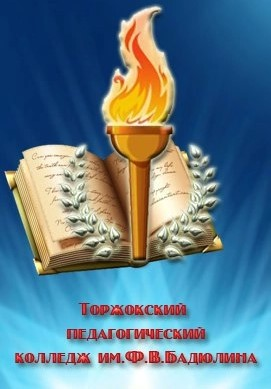 Торжокский
педагогический
колледж им.Ф.В.Бадюлина